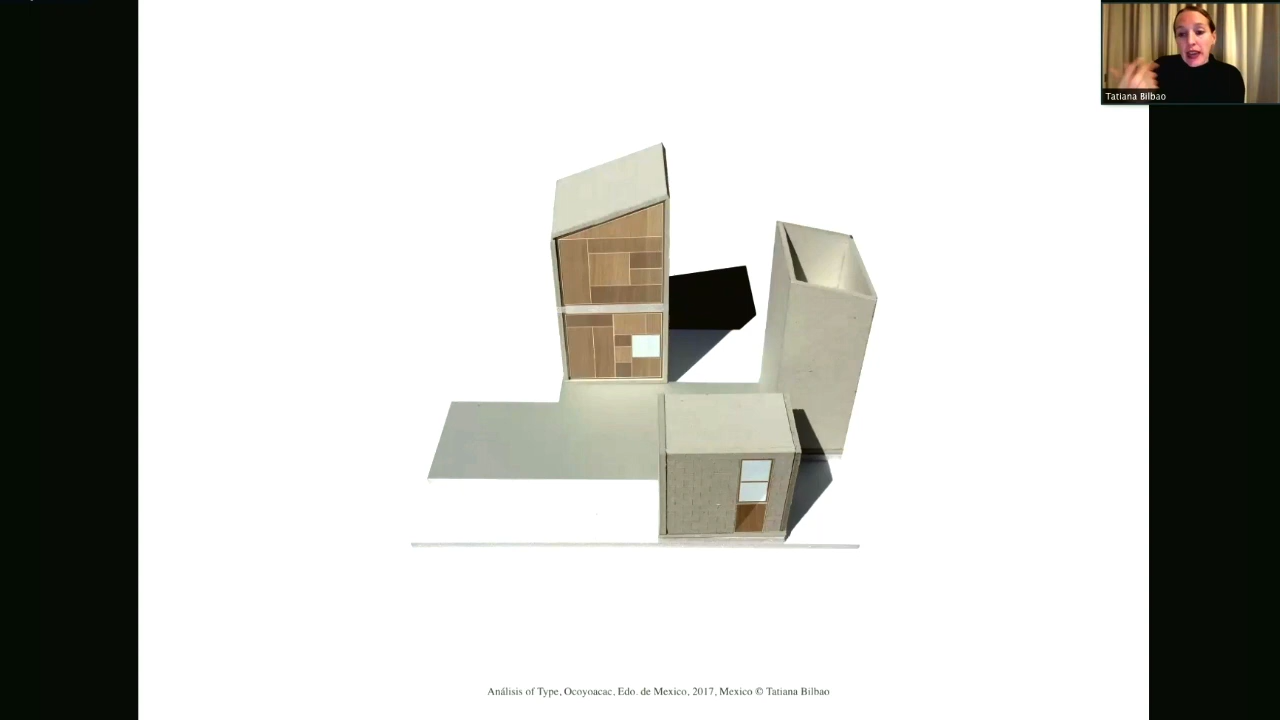 Tatiana Bilbao
Análisis of Type, Ocoyoacac, Edo. de Mexico, 2017, Mexico © Tatiana Bilbao